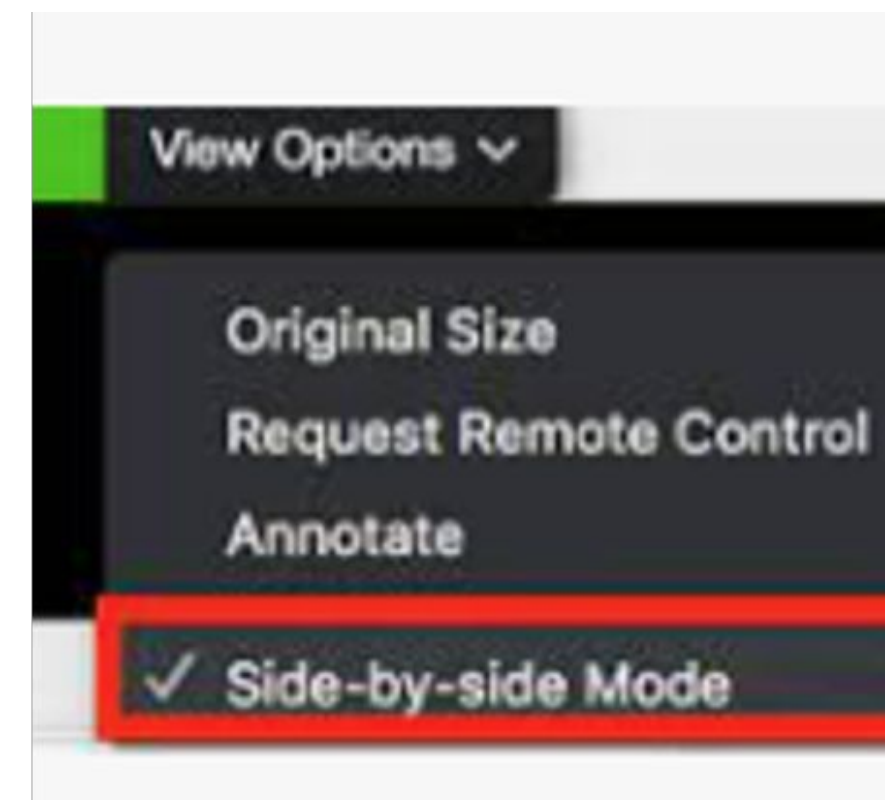 View Options
Original Size
Request Remote Control
Annotate
Side-by-side Mode